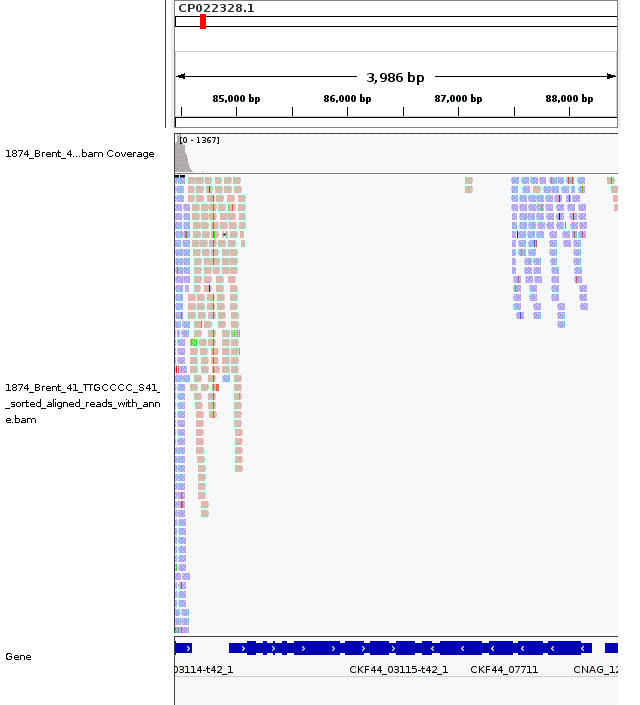 CP022328.1
3,986 bp
85,000 bp 86,000 bp 87,000 bp 88,000 bp
[0 - 1367]
1874_Brent_4...bam Coverage
1874_Brent_41_TTGCCCC_S41_
_sorted_aligned_reads_with_ann
e.bam
Gene
03114-t42_1 CKF44_03115-t42_1 CKF44_07711 CNAG_12